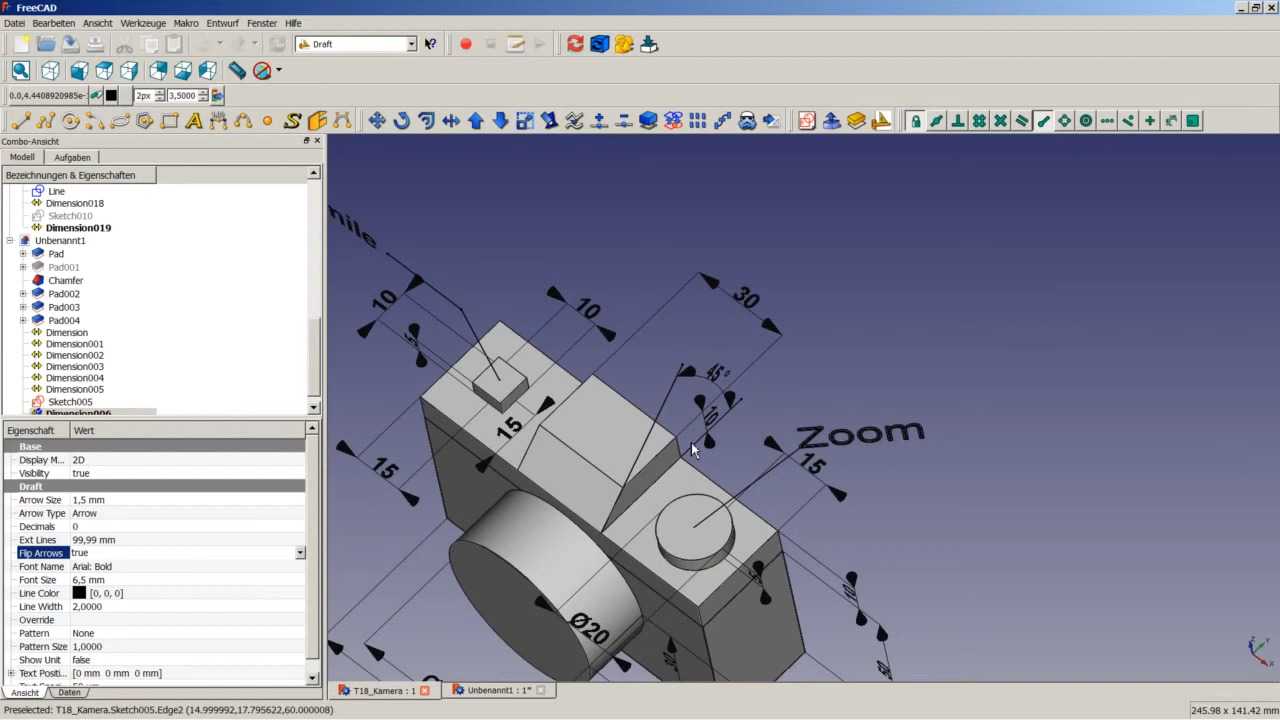 FreeCAD
Datei Bearbeiten Ansicht Werkzeuge Makro Entwurf Fenster Hilfe
Draft
0.0,4.4408920985e- 2px 3,5000
Combo-Ansicht
Modell Aufgaben
Bezeichnungen & Eigenschaften
Line
Dimension018
Sketch010
Dimension019
Unbenannt1
Pad
Pad001
Chamfer
Pad002
Pad003
Pad004
Dimension
Dimension001
Dimension002
Dimension003
Dimension004
Dimension005
Sketch005
Dimension006
Eigenschaft Wert
Base
Display M... 2D
Visibility true
Draft
Arrow Size 1,5 mm
Arrow Type Arrow
Decimals 0
Ext Lines 99,99 mm
Flip Arrows true
Font Name Arial: Bold
Font Size 6,5 mm
Line Color [0, 0, 0]
Line Width 2,0000
Override
Pattern None
Pattern Size 1,0000
Show Unit false
Text Positi... [0 mm 0 mm 0 mm]
Ansicht Daten
10
10
30
45°
10
15
15
Zoom
15
Ø20
10
T18_Kamera : 1
Unbenannt1 : 1*
Preselected: T18_Kamera.Sketch005.Edge2 (14.999992,17.795622,60.000008)
245.98 x 141.42 mm